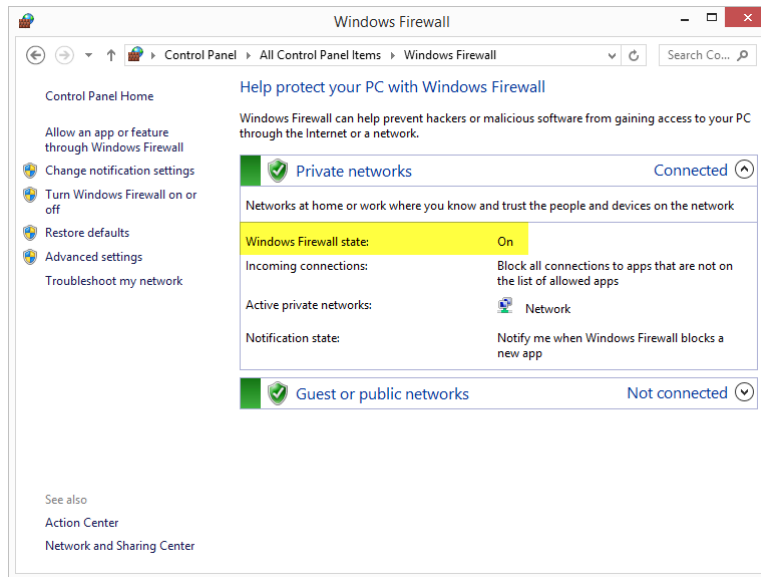 Windows Firewall
Control Panel
All Control Panel Items
Windows Firewall
Search Co...
Control Panel Home
Allow an app or feature
through Windows Firewall
Change notification settings
Turn Windows Firewall on or
off
Restore defaults
Advanced settings
Troubleshoot my network
See also
Action Center
Network and Sharing Center
Help protect your PC with Windows Firewall
Windows Firewall can help prevent hackers or malicious software from gaining access to your PC
through the Internet or a network.
Private networks
Connected
Networks at home or work where you know and trust the people and devices on the network
Windows Firewall state:
On
Incoming connections:
Block all connections to apps that are not on
the list of allowed apps
Active private networks:
Network
Notification state:
Notify me when Windows Firewall blocks a
new app
Guest or public networks
Not connected